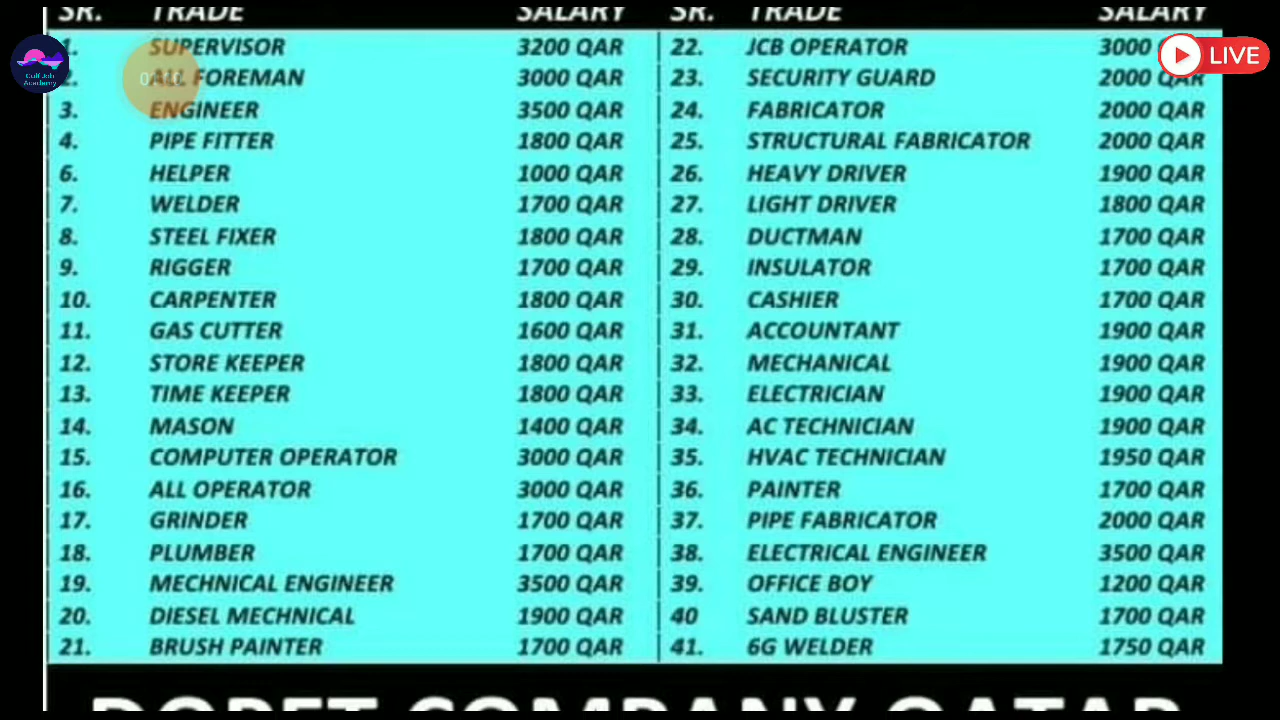 SR. TRADE SALARY SR. TRADE SALARY
1. SUPERVISOR 3200 QAR 22. JCB OPERATOR 3000
2. ALL FOREMAN 3000 QAR 23. SECURITY GUARD 2000 QAR
3. ENGINEER 3500 QAR 24. FABRICATOR 2000 QAR
4. PIPE FITTER 1800 QAR 25. STRUCTURAL FABRICATOR 2000 QAR
6. HELPER 1000 QAR 26. HEAVY DRIVER 1900 QAR
7. WELDER 1700 QAR 27. LIGHT DRIVER 1800 QAR
8. STEEL FIXER 1800 QAR 28. DUCTMAN 1700 QAR
9. RIGGER 1700 QAR 29. INSULATOR 1700 QAR
10. CARPENTER 1800 QAR 30. CASHIER 1700 QAR
11. GAS CUTTER 1600 QAR 31. ACCOUNTANT 1900 QAR
12. STORE KEEPER 1800 QAR 32. MECHANICAL 1900 QAR
13. TIME KEEPER 1800 QAR 33. ELECTRICIAN 1900 QAR
14. MASON 1400 QAR 34. AC TECHNICIAN 1900 QAR
15. COMPUTER OPERATOR 3000 QAR 35. HVAC TECHNICIAN 1950 QAR
16. ALL OPERATOR 3000 QAR 36. PAINTER 1700 QAR
17. GRINDER 1700 QAR 37. PIPE FABRICATOR 2000 QAR
18. PLUMBER 1700 QAR 38. ELECTRICAL ENGINEER 3500 QAR
19. MECHNICAL ENGINEER 3500 QAR 39. OFFICE BOY 1200 QAR
20. DIESEL MECHNICAL 1900 QAR 40 SAND BLUSTER 1700 QAR
21. BRUSH PAINTER 1700 QAR 41. 6G WELDER 1750 QAR
COMPANY QATAR
Gulf Job
Academy
LIVE